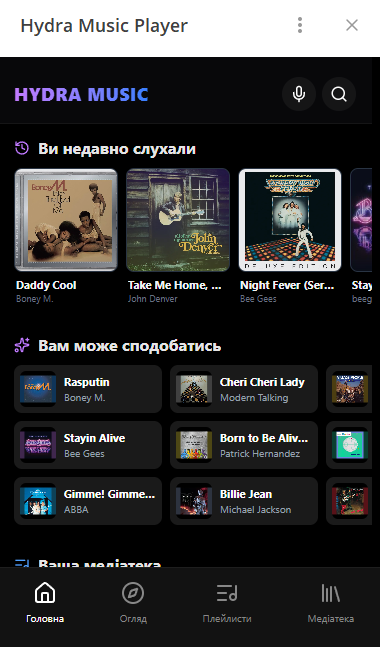 Hydra Music Player
HYDRA MUSIC
Ви недавно слухали
Boney M.
John Denver
DELUXE EDITION
Daddy Cool
Take Me Home, ...
Night Fever (Ser...
Stay
Boney M.
John Denver
Bee Gees
beeg
Вам може сподобатись
Rasputin
Boney M.
Cheri Cheri Lady
Modern Talking
Stayin Alive
Bee Gees
Born to Be Aliv...
Patrick Hernandez
Gimme! Gimme...
ABBA
Billie Jean
Michael Jackson
Ваша медіатека
Головна
Огляд
Плейлисти
Медіатека